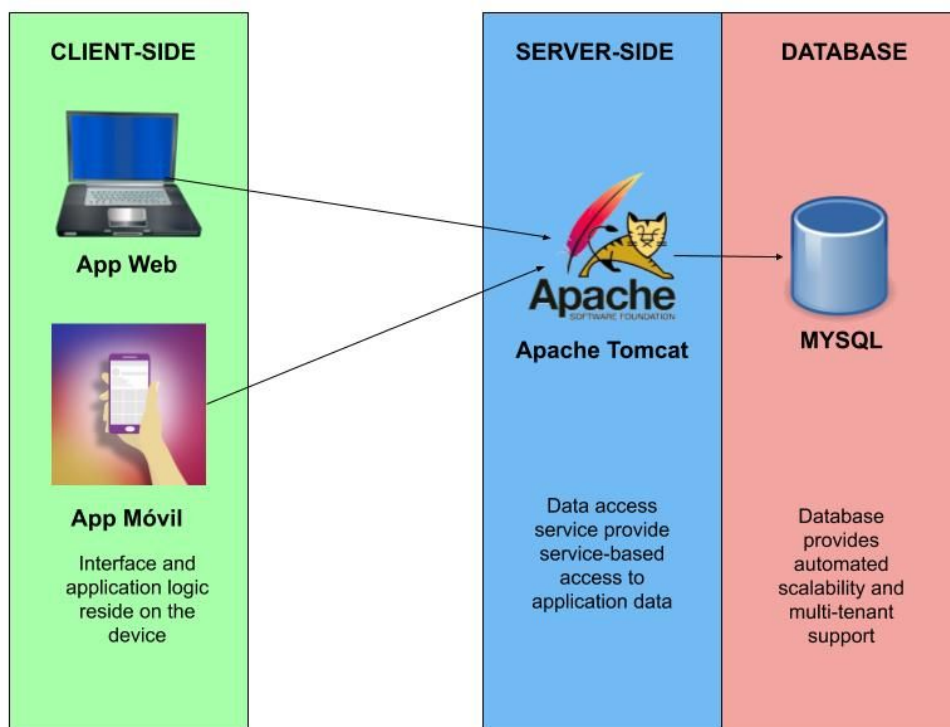 CLIENT-SIDE
App Web
App Móvil
Interface and
application logic
reside on the
device
SERVER-SIDE
Apache
SOFTWARE FOUNDATION
Apache Tomcat
Data access
service provide
service-based
access to
application data
DATABASE
MYSQL
Database
provides
automated
scalability and
multi-tenant
support